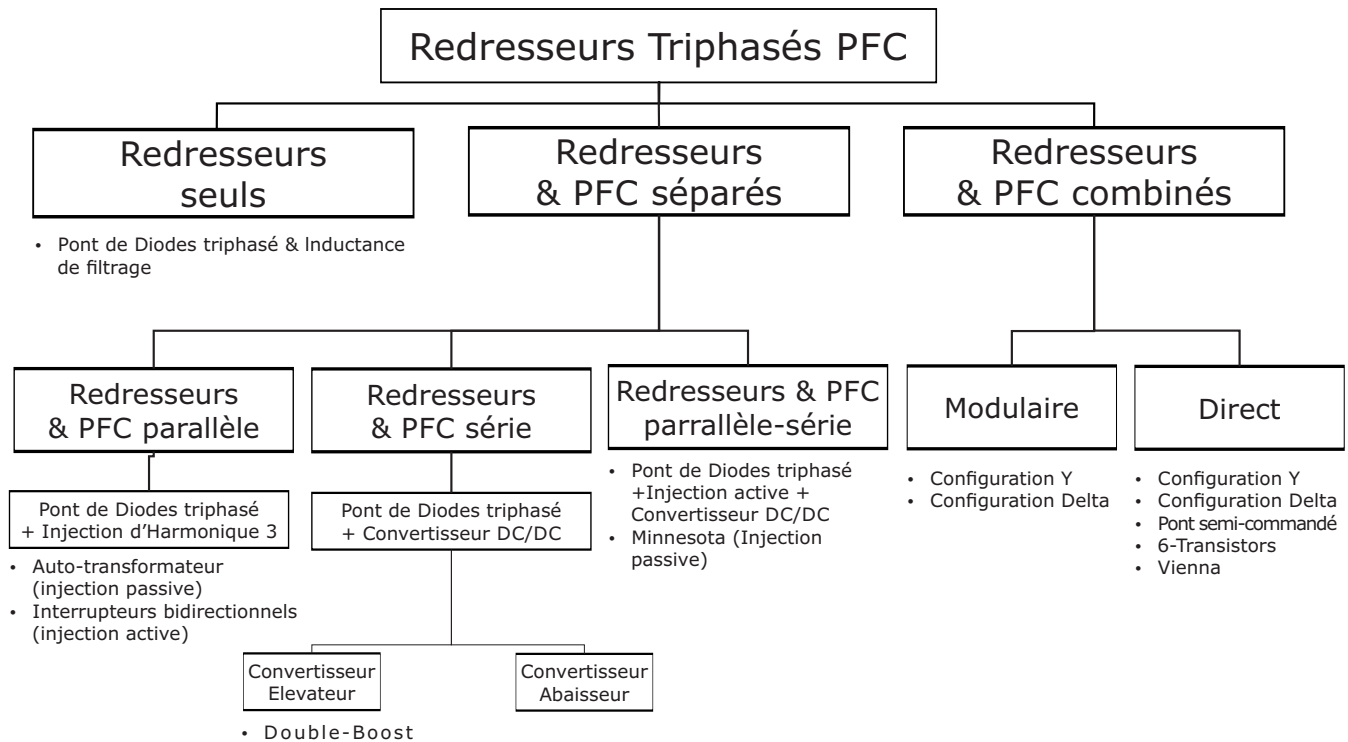 Redresseurs Triphasés PFC
Redresseurs
seuls
Redresseurs
& PFC séparés
Redresseurs
& PFC combinés
• Pont de Diodes triphasé & Inductance
de filtrage
Redresseurs
& PFC parallèle
Redresseurs
& PFC série
Redresseurs & PFC
parrallèle-série
Modulaire
Direct
Pont de Diodes triphasé
+ Injection d’Harmonique 3
• Auto-transformateur
(injection passive)
• Interrupteurs bidirectionnels
(injection active)
Pont de Diodes triphasé
+ Convertisseur DC/DC
• Pont de Diodes triphasé
+Injection active +
Convertisseur DC/DC
• Minnesota (Injection
passive)
• Configuration Y
• Configuration Delta
• Configuration Y
• Configuration Delta
• Pont semi-commandé
• 6-Transistors
• Vienna
Convertisseur
Elevateur
Convertisseur
Abaisseur
• Double-Boost